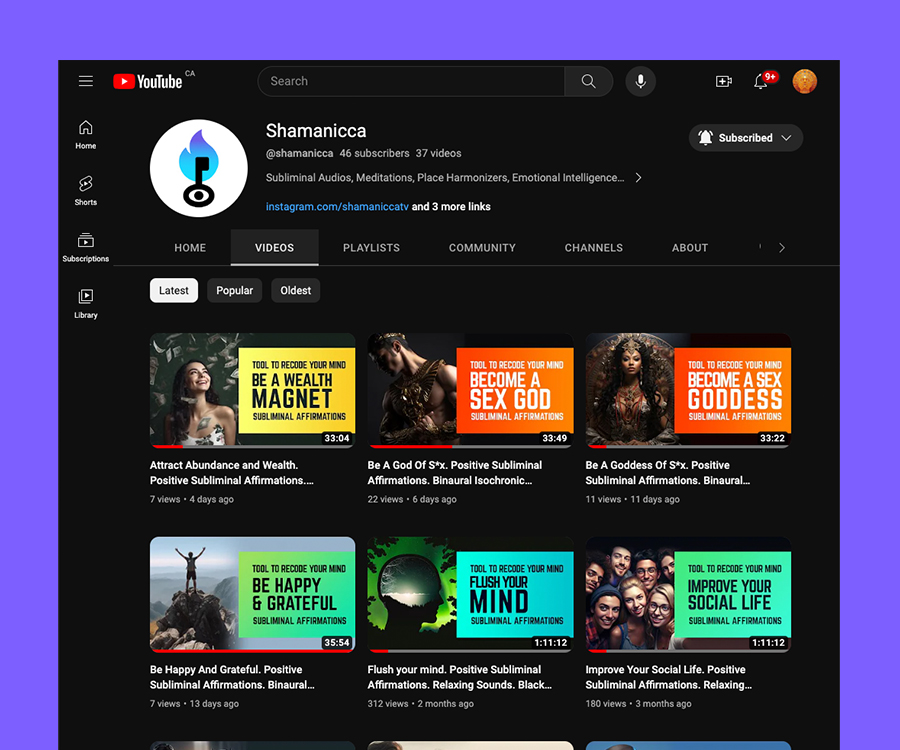 YouTube CA
Search
9+
Home
Shorts
Subscriptions
Library
Shamanicca
@shamanicca 46 subscribers 37 videos
Subliminal Audios, Meditations, Place Harmonizers, Emotional Intelligence...
instagram.com/shamaniccatv and 3 more links
Subscribed
HOME VIDEOS PLAYLISTS COMMUNITY CHANNELS ABOUT
Latest Popular Oldest
TOOL TO RECODE YOUR MIND
BE A WEALTH
MAGNET
SUBLIMINAL AFFIRMATIONS
33:04
Attract Abundance and Wealth.
Positive Subliminal Affirmations....
7 views • 4 days ago
TOOL TO RECODE YOUR MIND
BECOME A
SEX GOD
SUBLIMINAL AFFIRMATIONS
33:49
Be A God Of S*x. Positive Subliminal
Affirmations. Binaural Isochronic...
22 views • 6 days ago
TOOL TO RECODE YOUR MIND
BECOME A SEX
GODDESS
SUBLIMINAL AFFIRMATIONS
33:22
Be A Goddess Of S*x. Positive
Subliminal Affirmations. Binaural...
11 views • 11 days ago
TOOL TO RECODE YOUR MIND
BE HAPPY
& GRATEFUL
SUBLIMINAL AFFIRMATIONS
35:54
Be Happy And Grateful. Positive
Subliminal Affirmations. Binaural...
7 views • 13 days ago
TOOL TO RECODE YOUR MIND
FLUSH YOUR
MIND
SUBLIMINAL AFFIRMATIONS
1:11:12
Flush your mind. Positive Subliminal
Affirmations. Relaxing Sounds. Black...
312 views • 2 months ago
TOOL TO RECODE YOUR MIND
IMPROVE YOUR
SOCIAL LIFE
SUBLIMINAL AFFIRMATIONS
1:11:12
Improve Your Social Life. Positive
Subliminal Affirmations. Relaxing...
180 views • 3 months ago